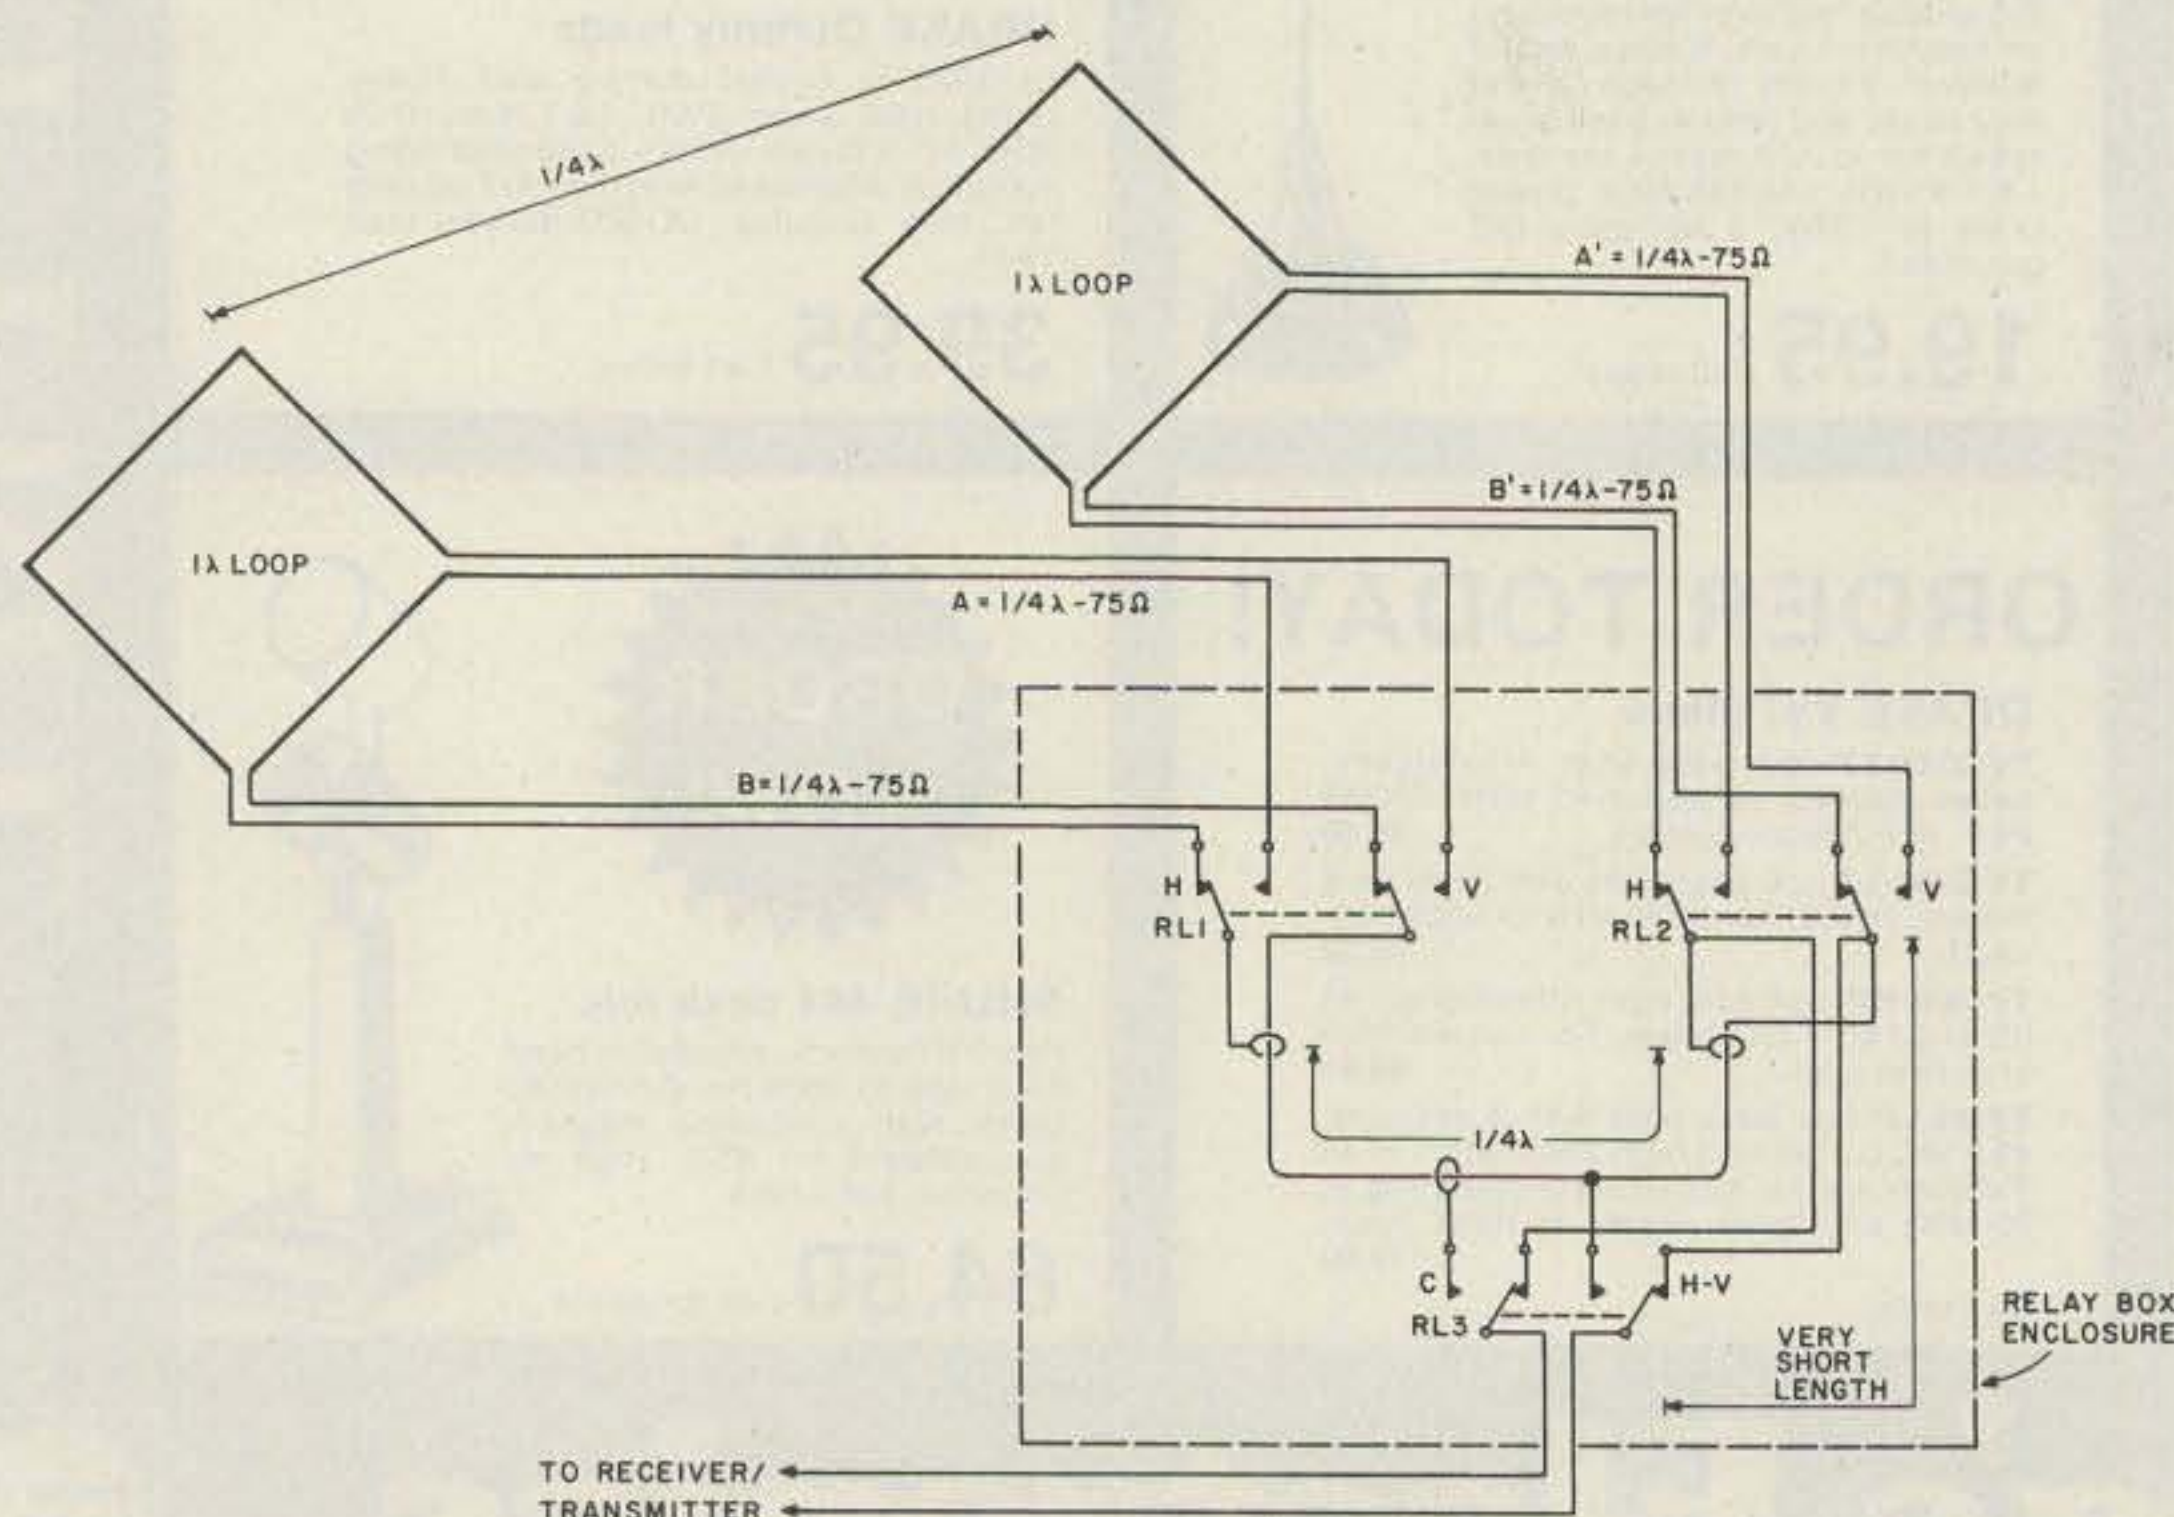 1/4λ
1λ LOOP
A' = 1/4λ-75Ω
B'=1/4λ-75Ω
1λ LOOP
A = 1/4λ-75Ω
B=1/4λ-75Ω
H
V
RL1
H
V
RL2
1/4λ
C
H-V
RL3
VERY
SHORT
LENGTH
RELAY BOX
ENCLOSURE
TO RECEIVER/
TRANSMITTER